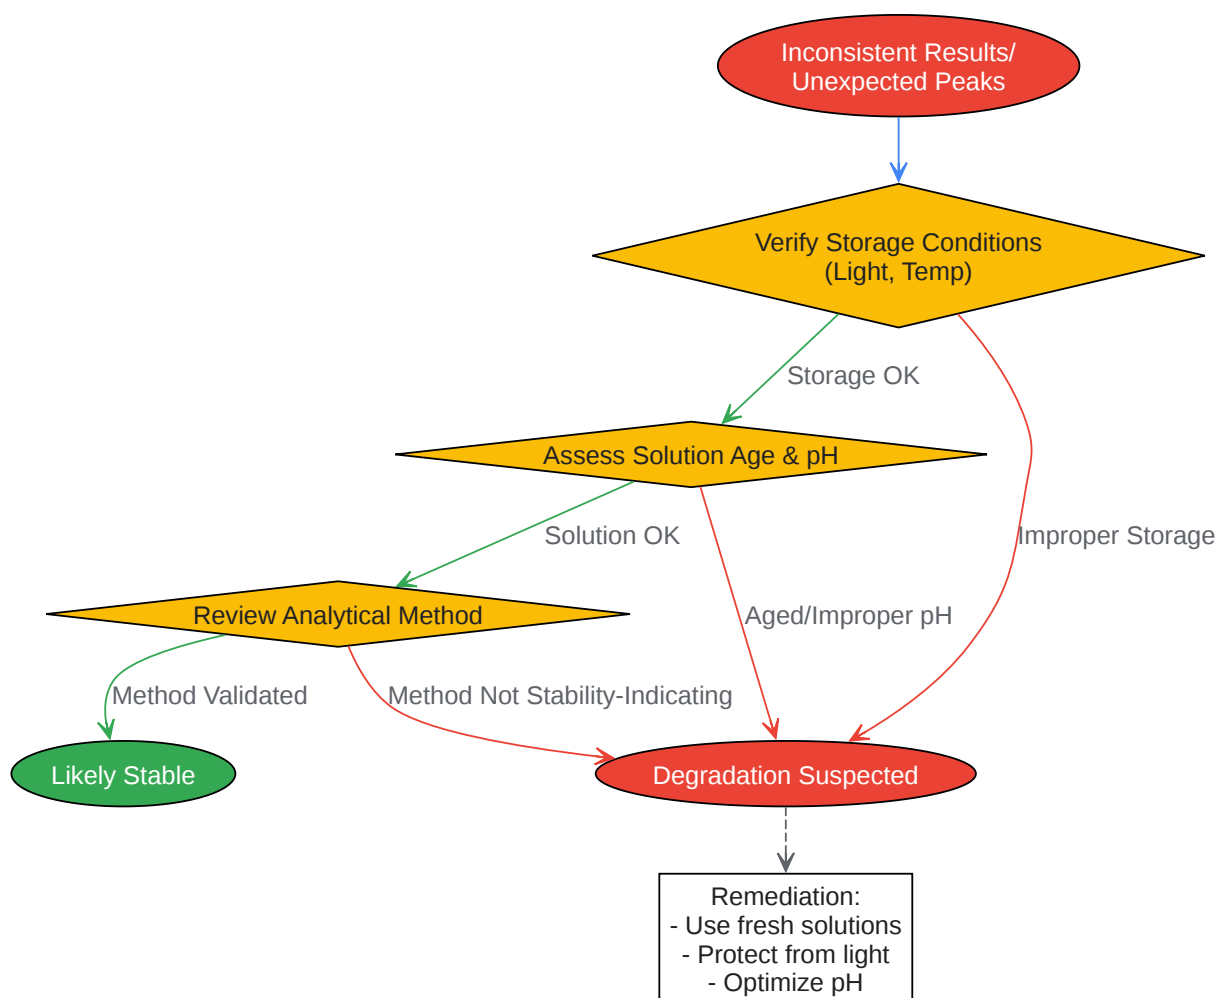 Inconsistent Results/
Unexpected Peaks
Verify Storage Conditions
(Light, Temp)
Storage OK
Assess Solution Age & pH
Solution OK
Improper Storage
Review Analytical Method
Aged/Improper pH
Method Validated
Method Not Stability-Indicating
Likely Stable
Degradation Suspected
Remediation:
- Use fresh solutions
- Protect from light
- Optimize pH